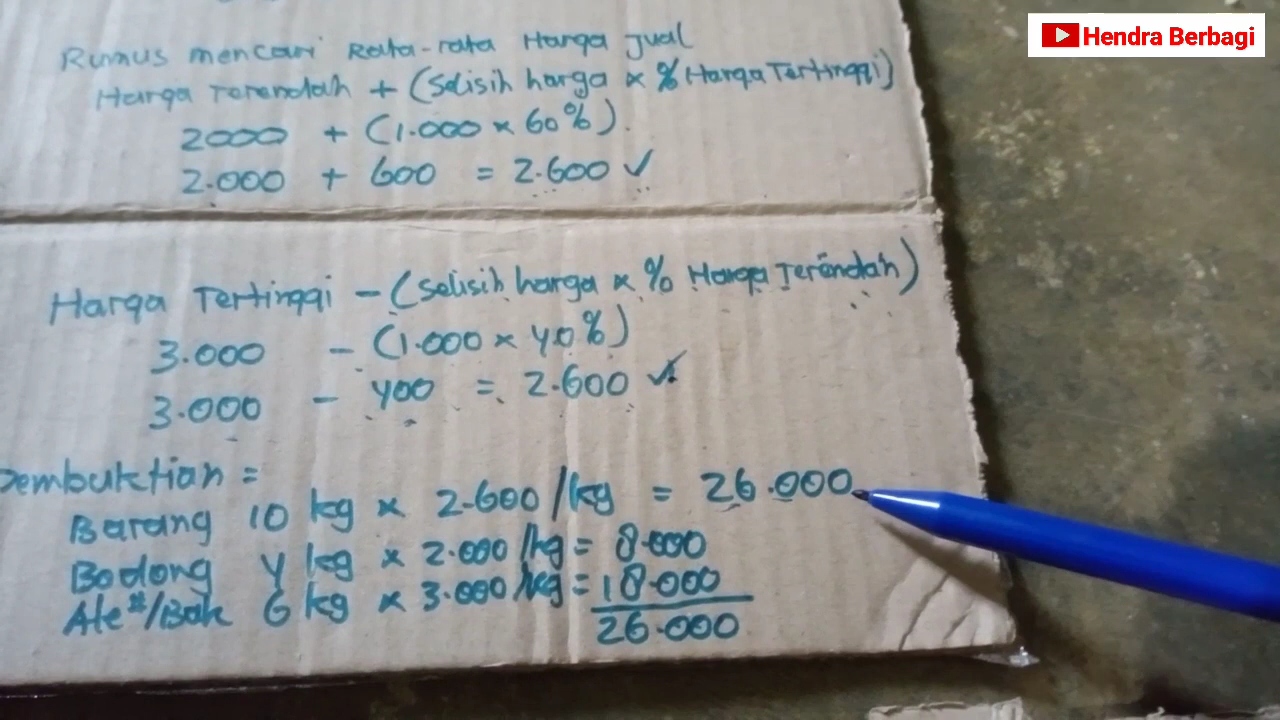 Hendra Berbagi
Rumus mencari Rata-rata Harga jual
Harga Terendah + (Selisih harga × % Harga Tertinggi)
2000 + (1.000 × 60%)
2.000 + 600 = 2.600 ✓
Harga Tertinggi - (Selisih harga × % Harga Terendah)
3.000 - (1.000 × 40%)
3.000 - 400 = 2.600 ✓
Pembuktian =
Barang 10 kg × 2.600 /kg = 26.000
Bodong 4 kg × 2.000 /kg = 8.000
Ale"/Bak 6 kg × 3.000 /kg = 18.000
26.000